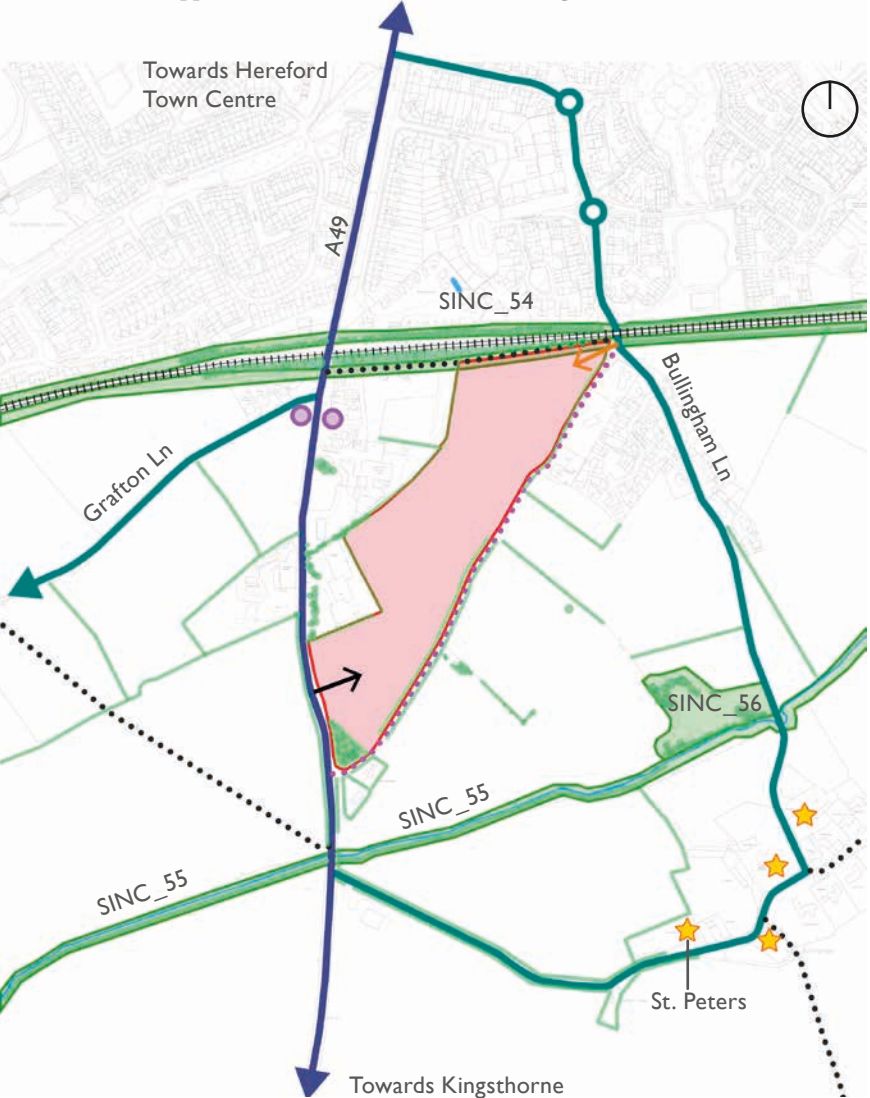 Towards Hereford
Town Centre
A49
SINC_54
Bullingham Ln
Grafton Ln
SINC_56
SINC_55
SINC_55
St. Peters
Towards Kingsthorne